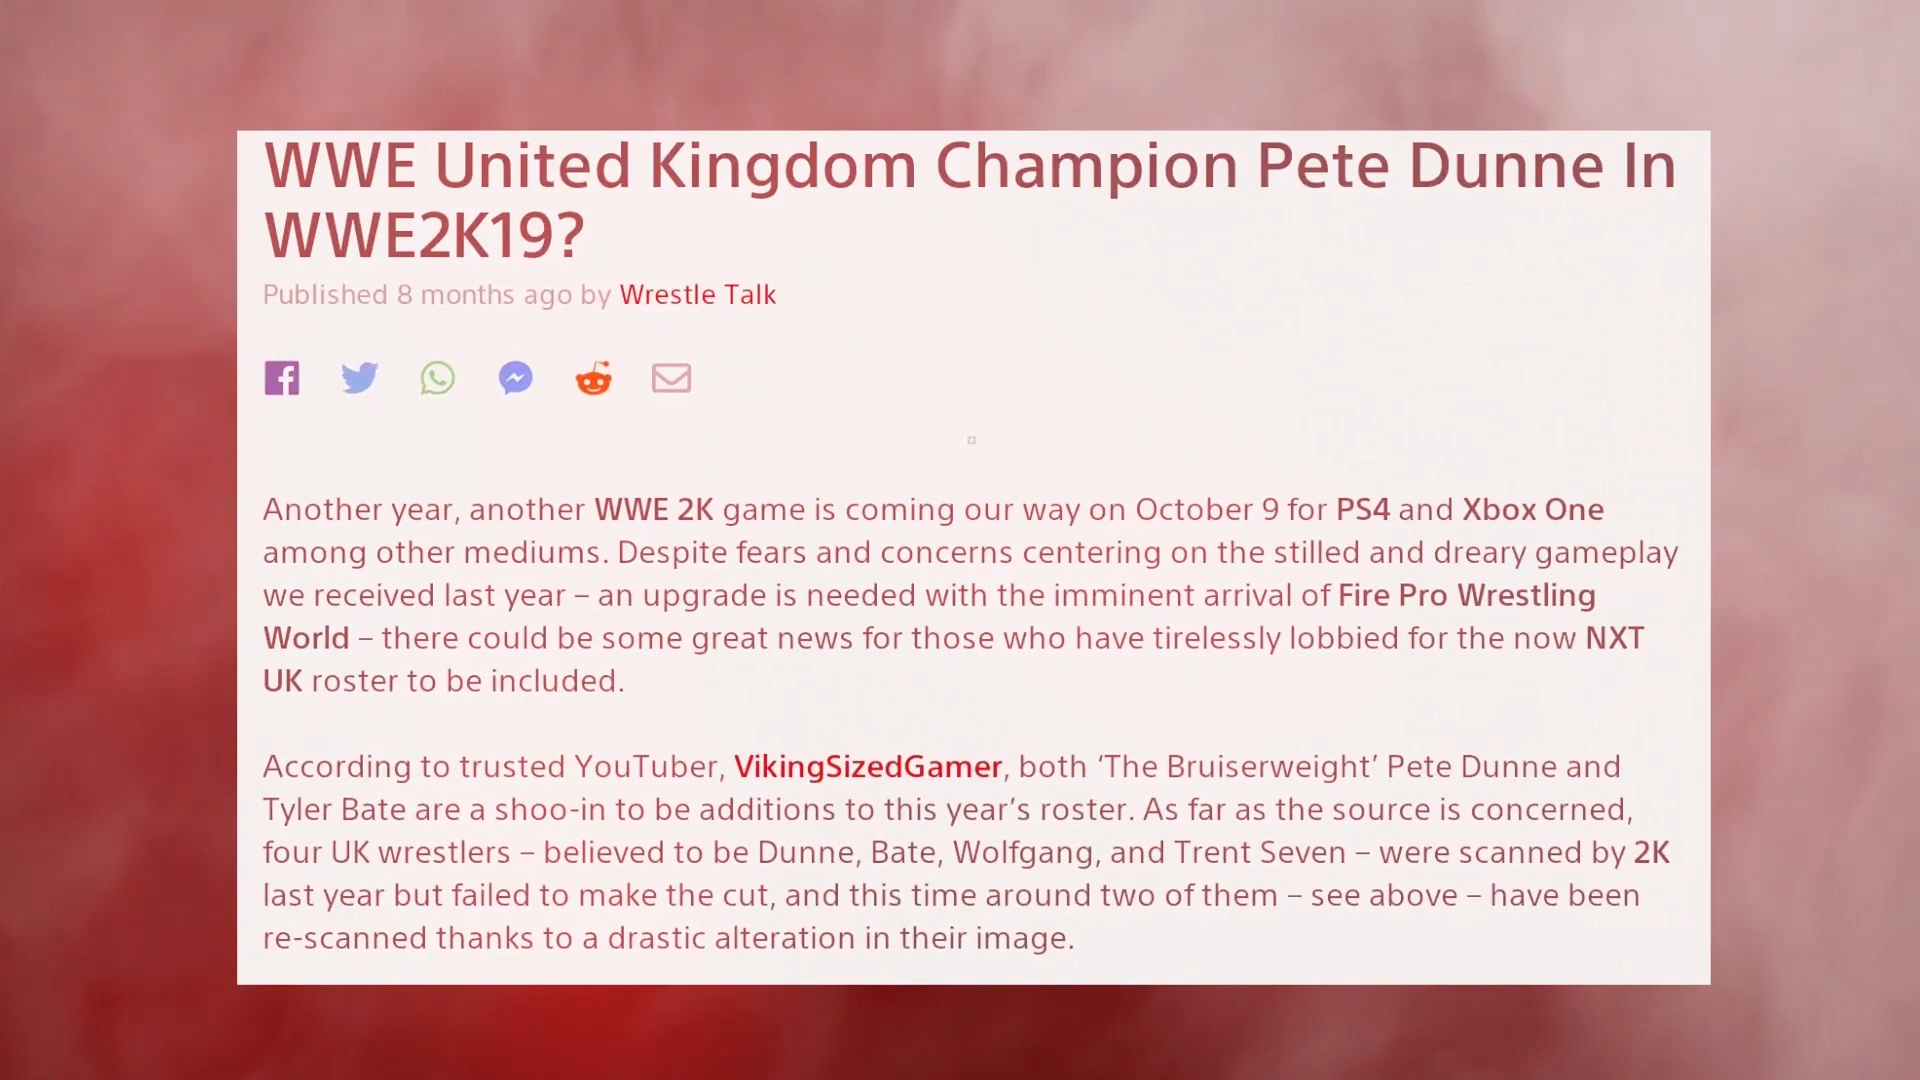 WWE United Kingdom Champion Pete Dunne In
WWE2K19?
Published 8 months ago by Wrestle Talk
Another year, another WWE 2K game is coming our way on October 9 for PS4 and Xbox One
among other mediums. Despite fears and concerns centering on the stilled and dreary gameplay
we received last year – an upgrade is needed with the imminent arrival of Fire Pro Wrestling
World – there could be some great news for those who have tirelessly lobbied for the now NXT
UK roster to be included.
According to trusted YouTuber, VikingSizedGamer, both ‘The Bruiserweight’ Pete Dunne and
Tyler Bate are a shoo-in to be additions to this year’s roster. As far as the source is concerned,
four UK wrestlers – believed to be Dunne, Bate, Wolfgang, and Trent Seven – were scanned by 2K
last year but failed to make the cut, and this time around two of them – see above – have been
re-scanned thanks to a drastic alteration in their image.